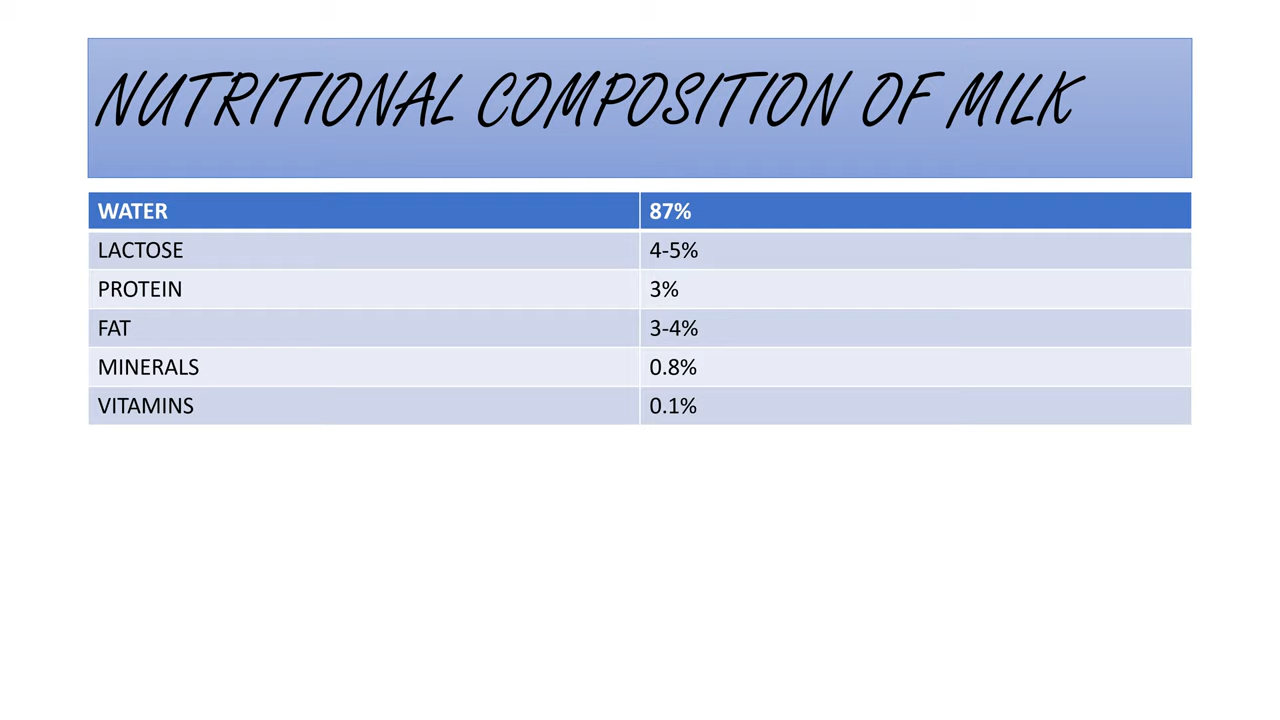 NUTRITIONAL COMPOSITION OF MILK
WATER 87%
LACTOSE 4-5%
PROTEIN 3%
FAT 3-4%
MINERALS 0.8%
VITAMINS 0.1%